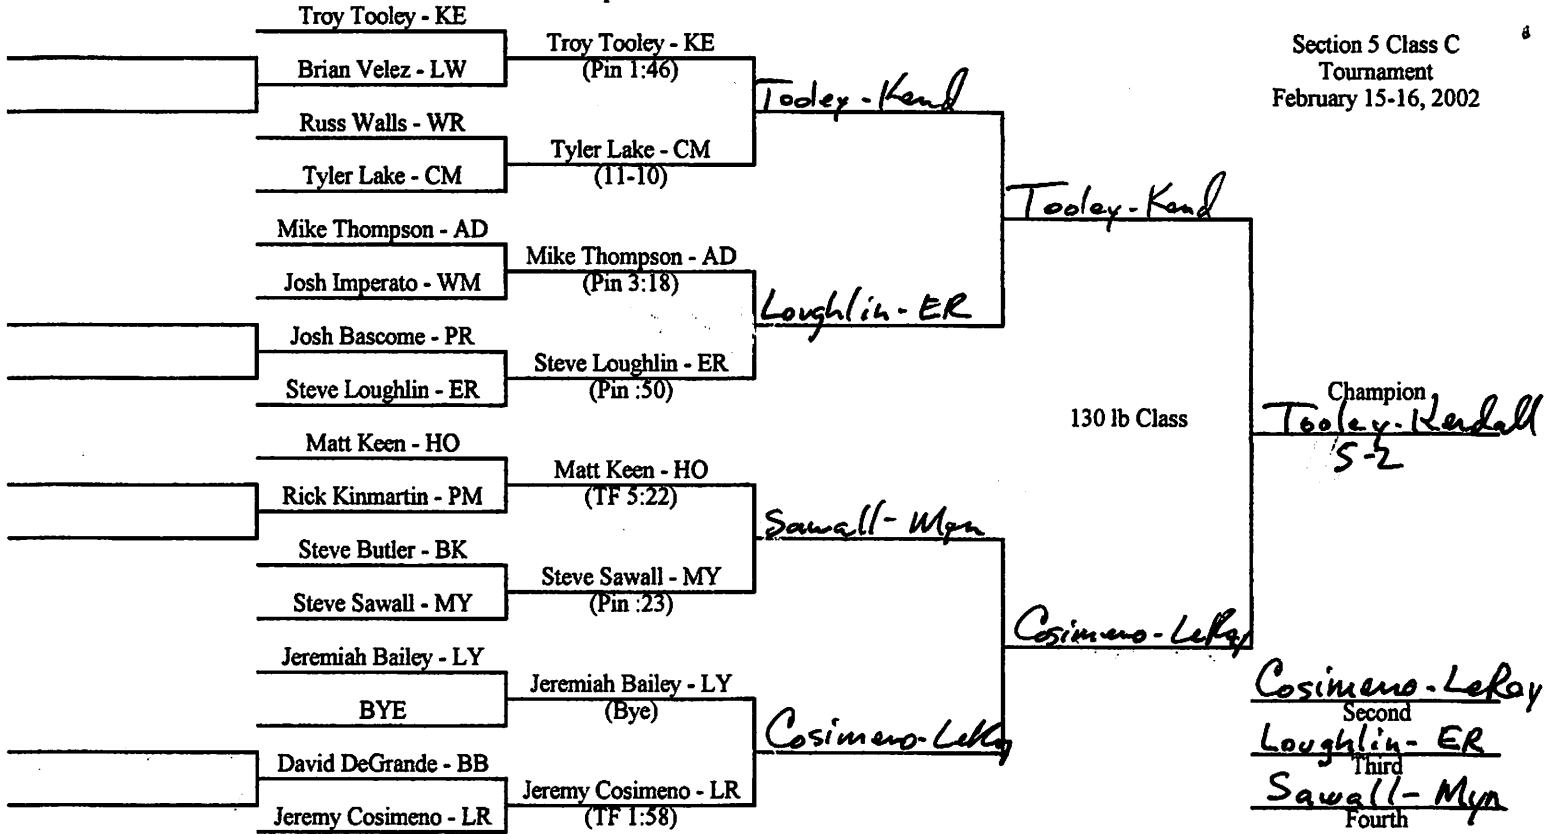 Troy Tooley - KE
Brian Velez - LW
Russ Walls - WR
Tyler Lake - CM
Mike Thompson - AD
Josh Imperato - WM
Josh Bascome - PR
Steve Loughlin - ER
Matt Keen - HO
Rick Kinmartin - PM
Steve Butler - BK
Steve Sawall - MY
Jeremiah Bailey - LY
BYE
David DeGrande - BB
Jeremy Cosimeno - LR
Troy Tooley - KE
(Pin 1:46)
Tyler Lake - CM
(11-10)
Mike Thompson - AD
(Pin 3:18)
Steve Loughlin - ER
(Pin :50)
Matt Keen - HO
(TF 5:22)
Steve Sawall - MY
(Pin :23)
Jeremiah Bailey - LY
(Bye)
Jeremy Cosimeno - LR
(TF 1:58)
Tooley - Kend
Loughlin - ER
Sawall - Myn
Cosimeno - LeRoy
Tooley - Kend
Cosimeno - LeRoy
Section 5 Class C
Tournament
February 15-16, 2002
130 lb Class
Champion
Tooley - Kendall
5-2
Cosimeno - LeRoy
Second
Loughlin - ER
Third
Sawall - Myn
Fourth